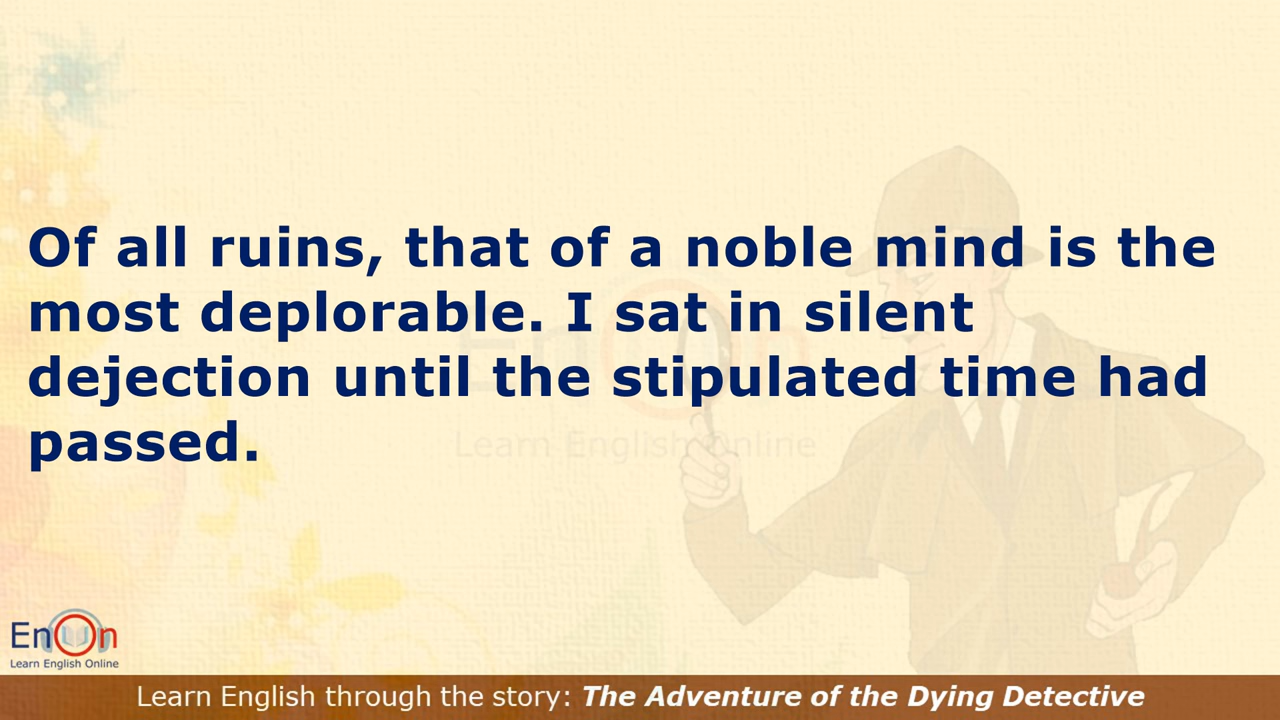 Of all ruins, that of a noble mind is the
most deplorable. I sat in silent
dejection until the stipulated time had
passed.
EnOn
Learn English Online
EnOn
Learn English Online
Learn English through the story: The Adventure of the Dying Detective